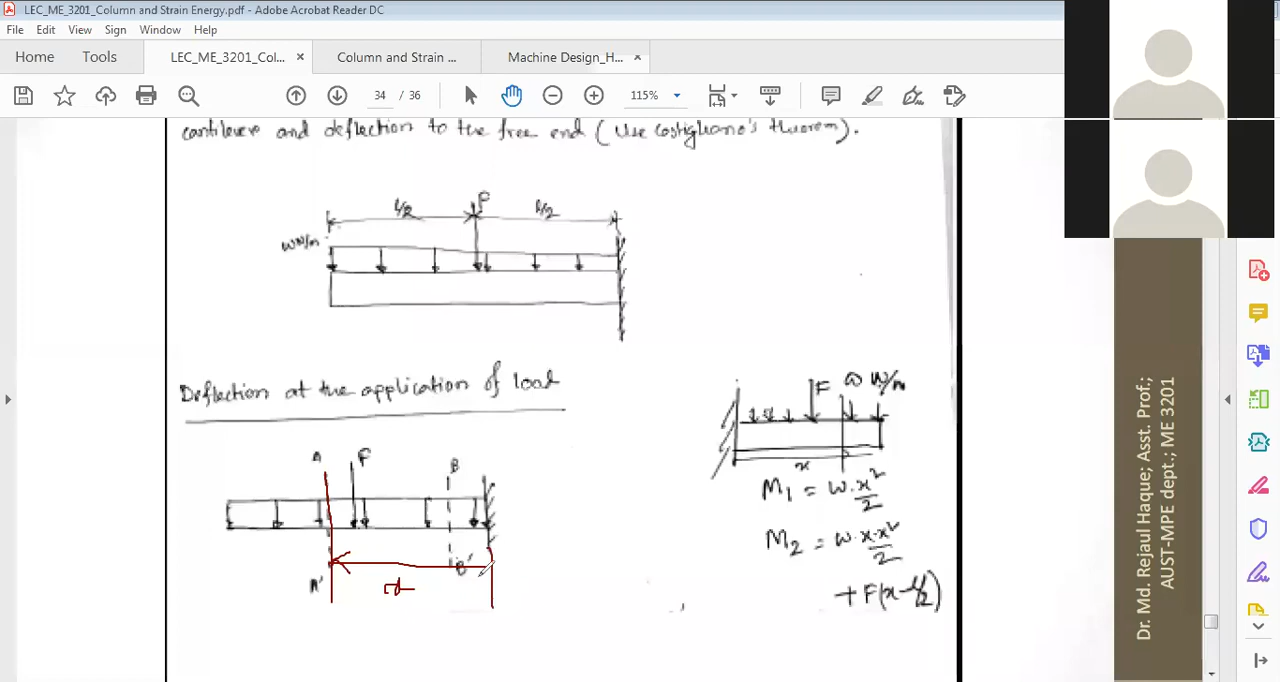 LEC_ME_3201_Column and Strain Energy.pdf - Adobe Acrobat Reader DC
File Edit View Sign Window Help
Home Tools LEC_ME_3201_Col... × Column and Strain ... Machine Design_H... ×
34 / 36 115%
cantilever and deflection to the free end (Use Castigliano's theorem).
L/2 F L/2
w N/m
Deflection at the application of load
A F B
A' B'
x
F ω N/m
x
M₁ = w.x²/2
M₂ = w.x.x²/2
+ F(x-L/2)
Dr. Md. Rejaul Haque; Asst. Prof.;
AUST-MPE dept.; ME 3201